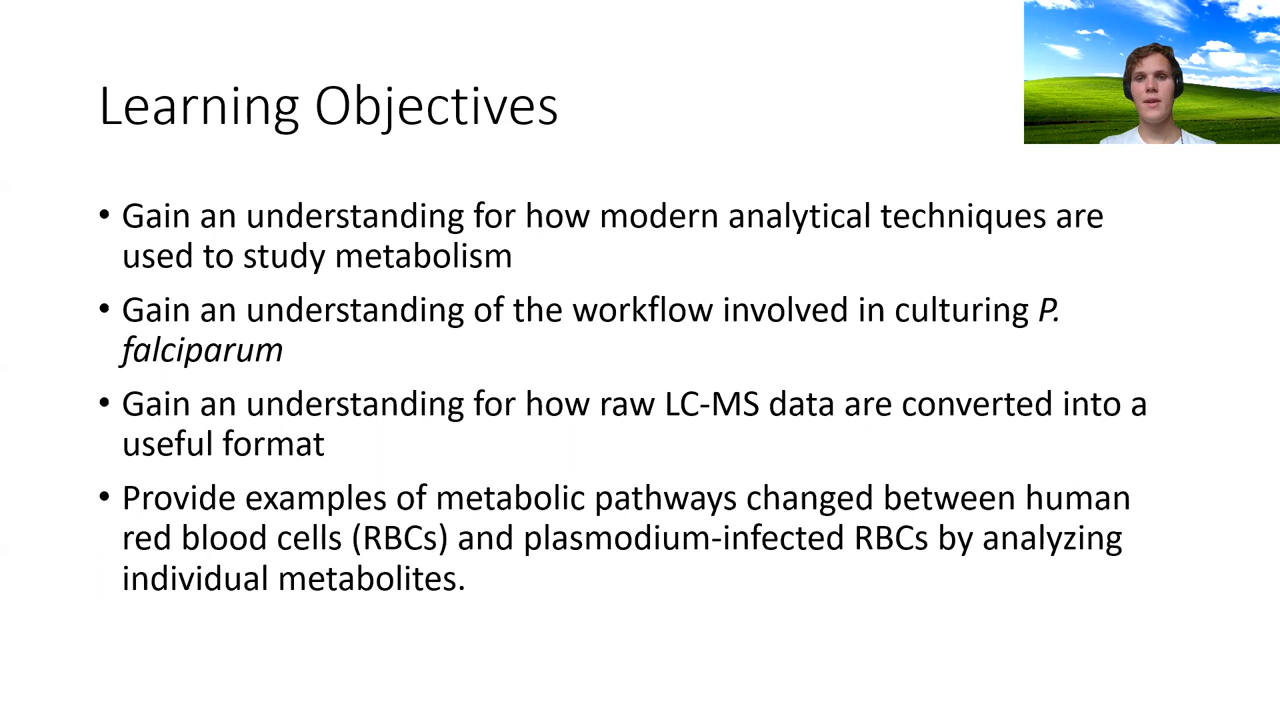 Learning Objectives
• Gain an understanding for how modern analytical techniques are
used to study metabolism
• Gain an understanding of the workflow involved in culturing P.
falciparum
• Gain an understanding for how raw LC-MS data are converted into a
useful format
• Provide examples of metabolic pathways changed between human
red blood cells (RBCs) and plasmodium-infected RBCs by analyzing
individual metabolites.